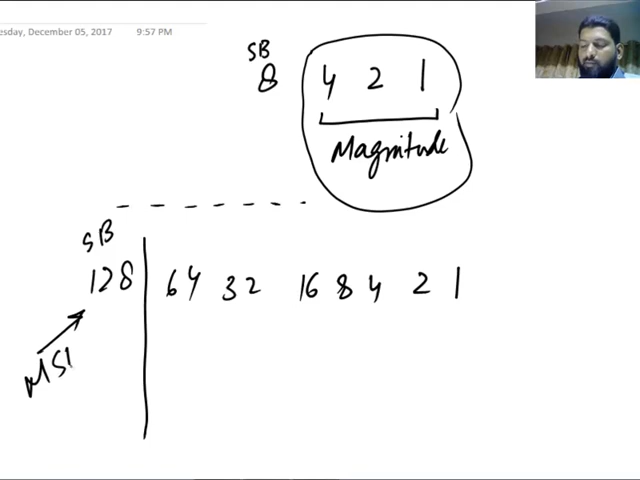 esday, December 05, 2017 9:57 PM
SB
8 4 2 1
Magnitude
SB
128 64 32 16 8 4 2 1
MSI